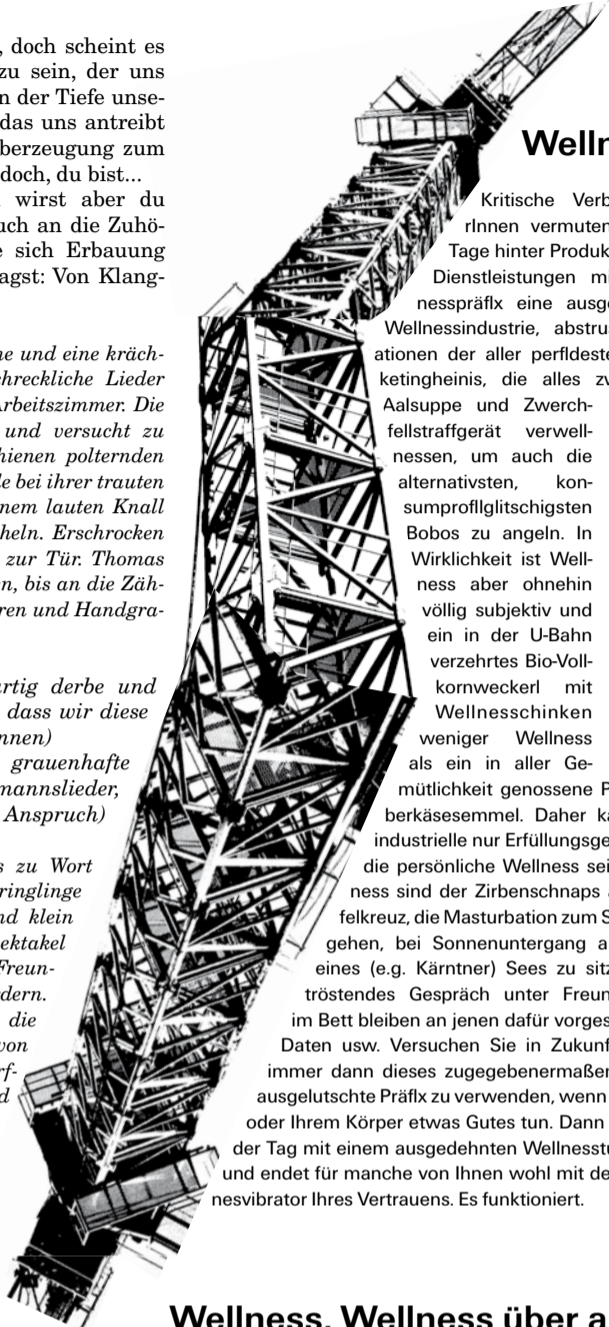 , doch scheint es
zu sein, der uns
n der Tiefe unse-
das uns antreibt
berzeugung zum
doch, du bist...
wirst aber du
uch an die Zuhö-
e sich Erbauung
agst: Von Klang-
ne und eine kräch-
chreckliche Lieder
Arbeitszimmer. Die
und versucht zu
hienen polternden
le bei ihrer trauten
inem lauten Knall
heln. Erschrocken
zur Tür. Thomas
en, bis an die Zäh-
ren und Handgra-
artig derbe und
dass wir diese
nnen)
grauenhafte
mannslieder,
Anspruch)
s zu Wort
ringlinge
nd klein
ektakel
Freun-
dern.
die
von
rf-
d
Welln
Kritische Verb
rInnen vermuten
Tage hinter Produk
Dienstleistungen mi
nesspräflx eine ausge
Wellnessindustrie, abstru
ationen der aller perfldeste
ketingheinis, die alles zw
Aalsuppe und Zwerch-
fellstraffgerät verwell-
nessen, um auch die
alternativsten, kon-
sumprofllglitschigsten
Bobos zu angeln. In
Wirklichkeit ist Well-
ness aber ohnehin
völlig subjektiv und
ein in der U-Bahn
verzehrtes Bio-Voll-
kornweckerl mit
Wellnesschinken
weniger Wellness
als ein in aller Ge-
mütlichkeit genossene P
berkäsesemmel. Daher ka
industrielle nur Erfüllungsge
die persönliche Wellness sei
ness sind der Zirbenschnaps a
felkreuz, die Masturbation zum S
gehen, bei Sonnenuntergang a
eines (e.g. Kärntner) Sees zu sitz
tröstendes Gespräch unter Freun
im Bett bleiben an jenen dafür vorges
Daten usw. Versuchen Sie in Zukunf
immer dann dieses zugegebenermaßen
ausgelutschte Präflx zu verwenden, wenn
oder Ihrem Körper etwas Gutes tun. Dann
der Tag mit einem ausgedehnten Wellnesstu
und endet für manche von Ihnen wohl mit de
nesvibrator Ihres Vertrauens. Es funktioniert.
Wellness, Wellness über a